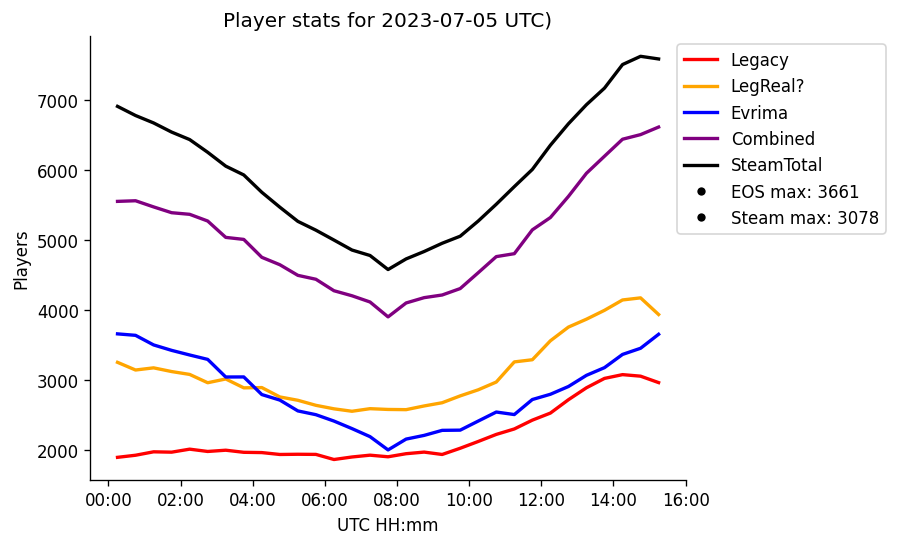 Player stats for 2023-07-05 UTC)
Legacy
LegReal?
Evrima
Combined
SteamTotal
EOS max: 3661
Steam max: 3078
Players
7000
6000
5000
4000
3000
2000
00:00 02:00 04:00 06:00 08:00 10:00 12:00 14:00 16:00
UTC HH:mm